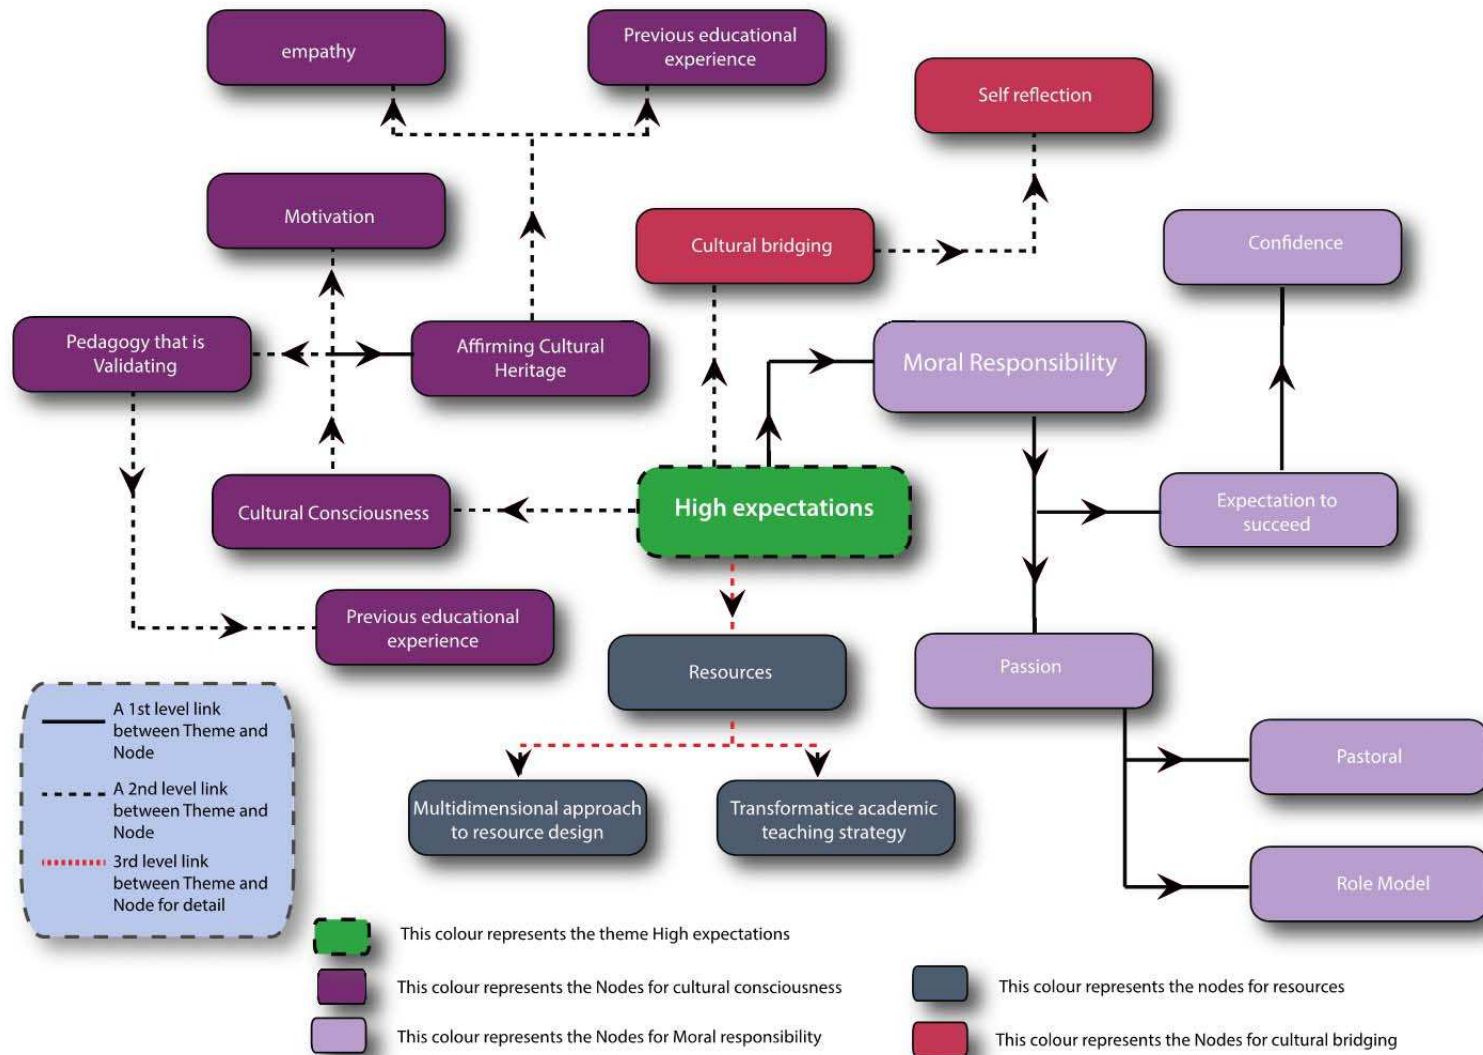 empathy
Previous educational
experience
Self reflection
Motivation
Cultural bridging
Confidence
Pedagogy that is
Validating
Affirming Cultural
Heritage
Moral Responsibility
Cultural Consciousness
High expectations
Expectation to
succeed
Previous educational
experience
Resources
Passion
Multidimensional approach
to resource design
Transformatice academic
teaching strategy
Pastoral
Role Model
A 1st level link
between Theme and
Node
A 2nd level link
between Theme and
Node
3rd level link
between Theme and
Node for detail
This colour represents the theme High expectations
This colour represents the Nodes for cultural consciousness
This colour represents the Nodes for Moral responsibility
This colour represents the nodes for resources
This colour represents the Nodes for cultural bridging